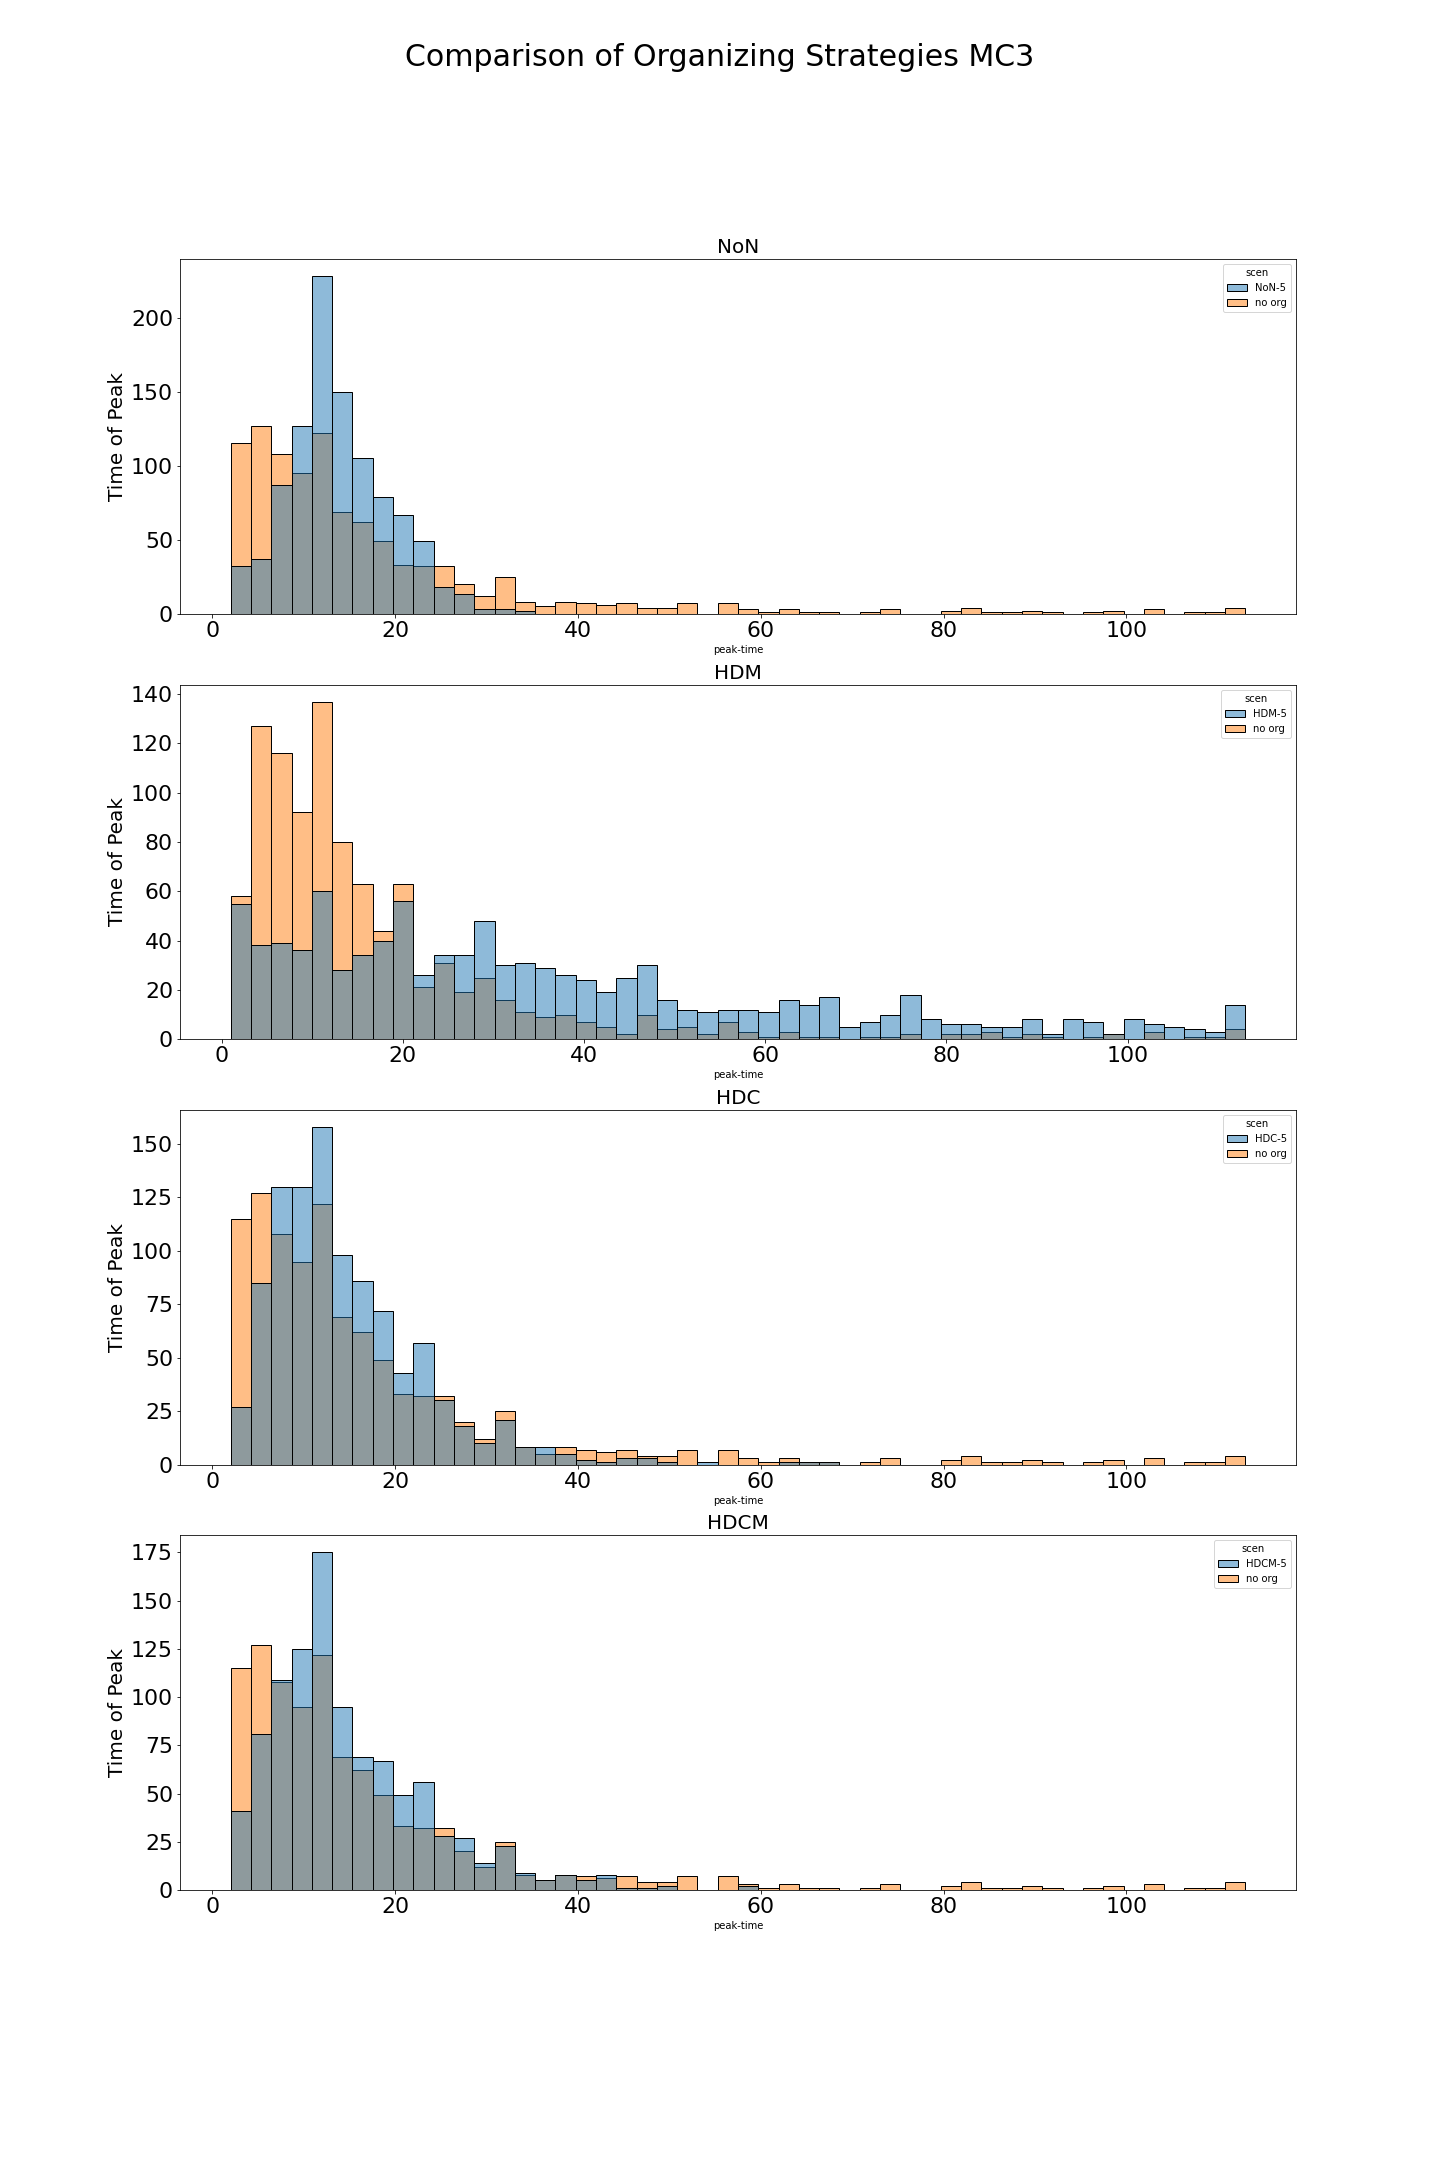 Comparison of Organizing Strategies MC3
NoN
scen
NoN-5
no org
Time of Peak
200
150
100
50
0
0 20 40 60 80 100
peak-time
HDM
scen
HDM-5
no org
Time of Peak
140
120
100
80
60
40
20
0
0 20 40 60 80 100
peak-time
HDC
scen
HDC-5
no org
Time of Peak
150
125
100
75
50
25
0
0 20 40 60 80 100
peak-time
HDCM
scen
HDCM-5
no org
Time of Peak
175
150
125
100
75
50
25
0
0 20 40 60 80 100
peak-time